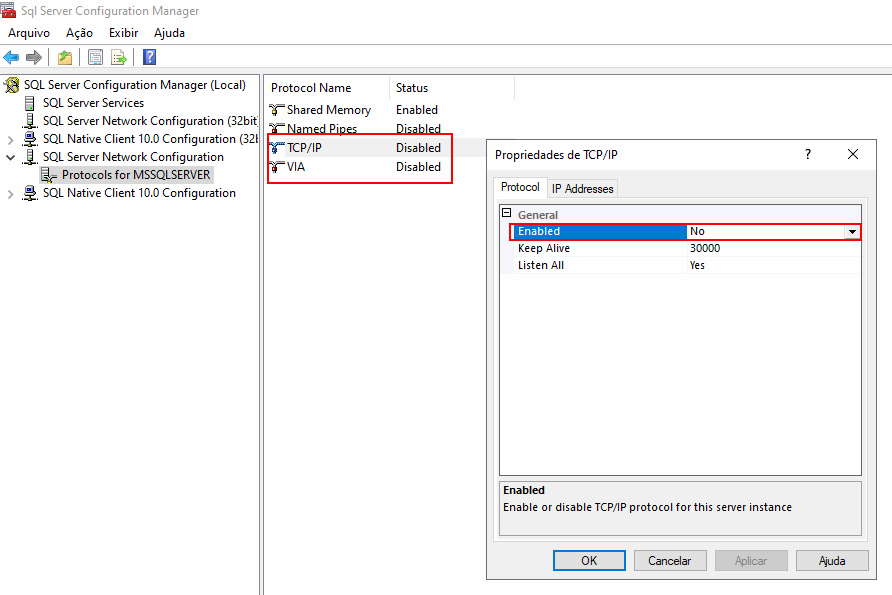 Sql Server Configuration Manager
Arquivo Ação Exibir Ajuda
SQL Server Configuration Manager (Local)
SQL Server Services
SQL Server Network Configuration (32bit
SQL Native Client 10.0 Configuration (32
SQL Server Network Configuration
Protocols for MSSQLSERVER
SQL Native Client 10.0 Configuration
Protocol Name Status
Shared Memory Enabled
Named Pipes Disabled
TCP/IP Disabled
VIA Disabled
Propriedades de TCP/IP
Protocol IP Addresses
General
Enabled No
Keep Alive 30000
Listen All Yes
Enabled
Enable or disable TCP/IP protocol for this server instance
OK Cancelar Aplicar Ajuda